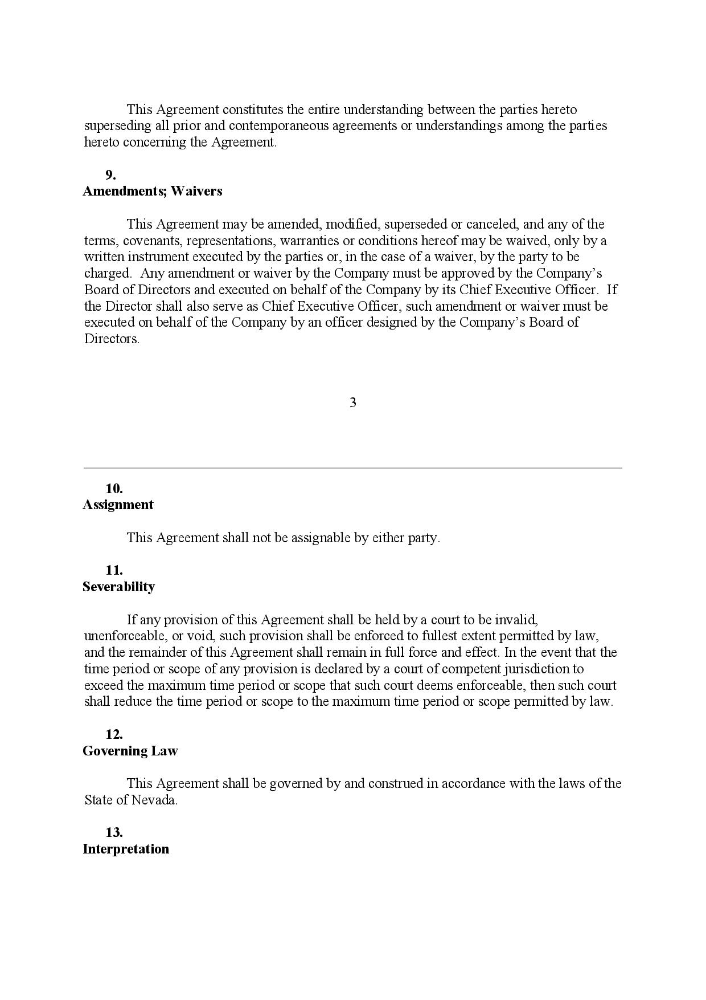 This Agreement constitutes the entire understanding between the parties hereto
superseding all prior and contemporaneous agreements or understandings among the parties
hereto concerning the Agreement.
9.
Amendments; Waivers
This Agreement may be amended, modified, superseded or canceled, and any of the
terms, covenants, representations, warranties or conditions hereof may be waived, only by a
written instrument executed by the parties or, in the case of a waiver, by the party to be
charged.  Any amendment or waiver by the Company must be approved by the Company’s
Board of Directors and executed on behalf of the Company by its Chief Executive Officer.  If
the Director shall also serve as Chief Executive Officer, such amendment or waiver must be
executed on behalf of the Company by an officer designed by the Company’s Board of
Directors.
3
10.
Assignment
This Agreement shall not be assignable by either party.
11.
Severability
If any provision of this Agreement shall be held by a court to be invalid,
unenforceable, or void, such provision shall be enforced to fullest extent permitted by law,
and the remainder of this Agreement shall remain in full force and effect. In the event that the
time period or scope of any provision is declared by a court of competent jurisdiction to
exceed the maximum time period or scope that such court deems enforceable, then such court
shall reduce the time period or scope to the maximum time period or scope permitted by law.
12.
Governing Law
This Agreement shall be governed by and construed in accordance with the laws of the
State of Nevada.
13.
Interpretation